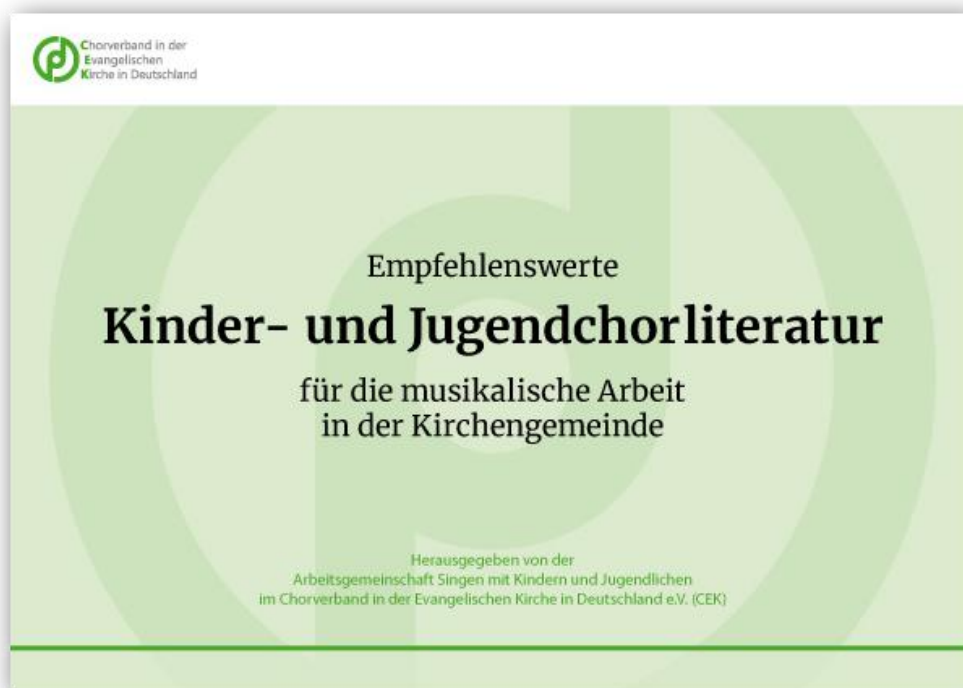 Chorverband in der
Evangelischen
Kirche in Deutschland
Empfehlenswerte
Kinder- und Jugendchorliteratur
für die musikalische Arbeit
in der Kirchengemeinde
Herausgegeben von der
Arbeitsgemeinschaft Singen mit Kindern und Jugendlichen
im Chorverband in der Evangelischen Kirche in Deutschland e.V. (CEK)